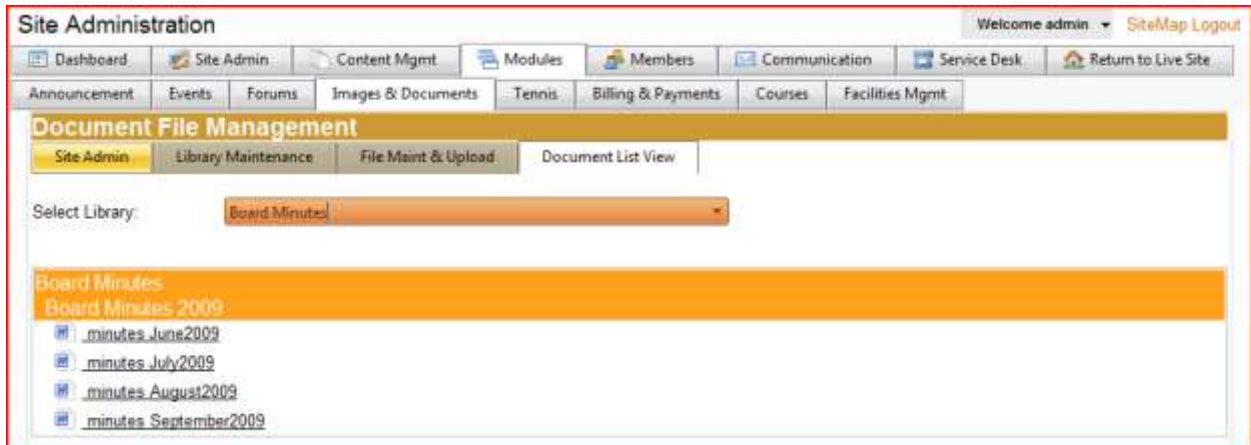 Site Administration Welcome admin SiteMap Logout
Dashboard Site Admin Content Mgmt Modules Members Communication Service Desk Return to Live Site
Announcement Events Forums Images & Documents Tennis Billing & Payments Courses Facilities Mgmt
Document File Management
Site Admin Library Maintenance File Maint & Upload Document List View
Select Library: Board Minutes
Board Minutes
Board Minutes 2009
minutes June2009
minutes July2009
minutes August2009
minutes September2009